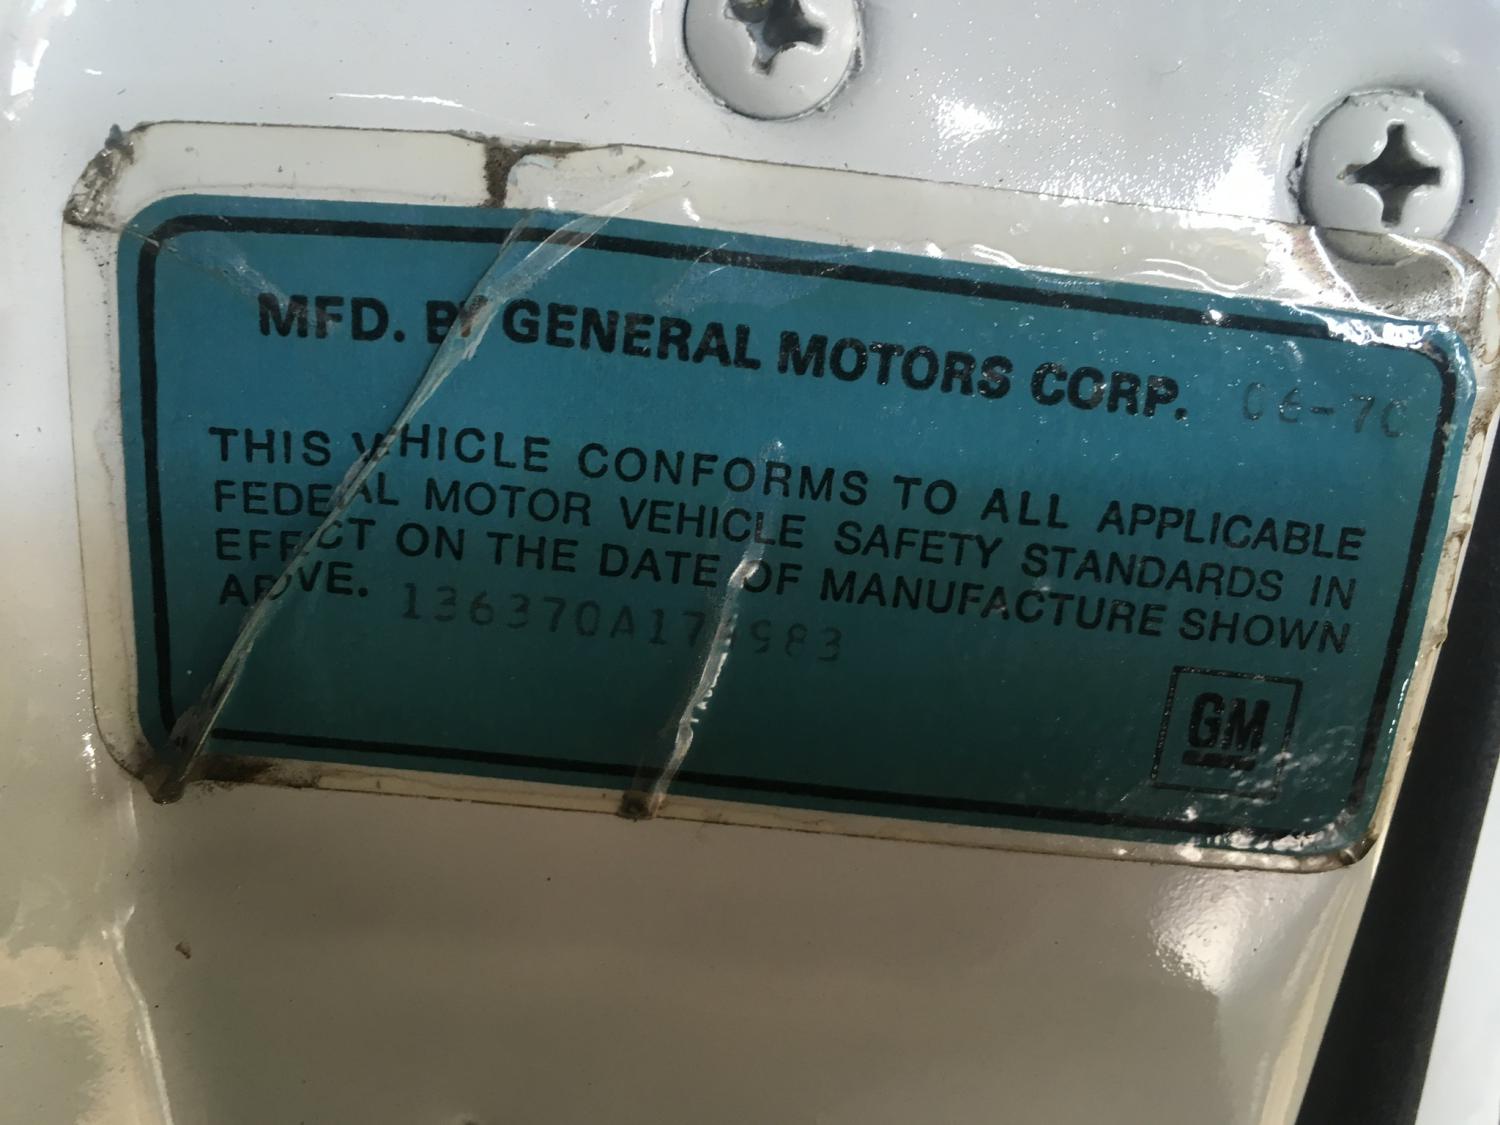 MFD. BY GENERAL MOTORS CORP. 06-70
THIS VEHICLE CONFORMS TO ALL APPLICABLE
FEDERAL MOTOR VEHICLE SAFETY STANDARDS IN
EFFECT ON THE DATE OF MANUFACTURE SHOWN
ABOVE.
GM